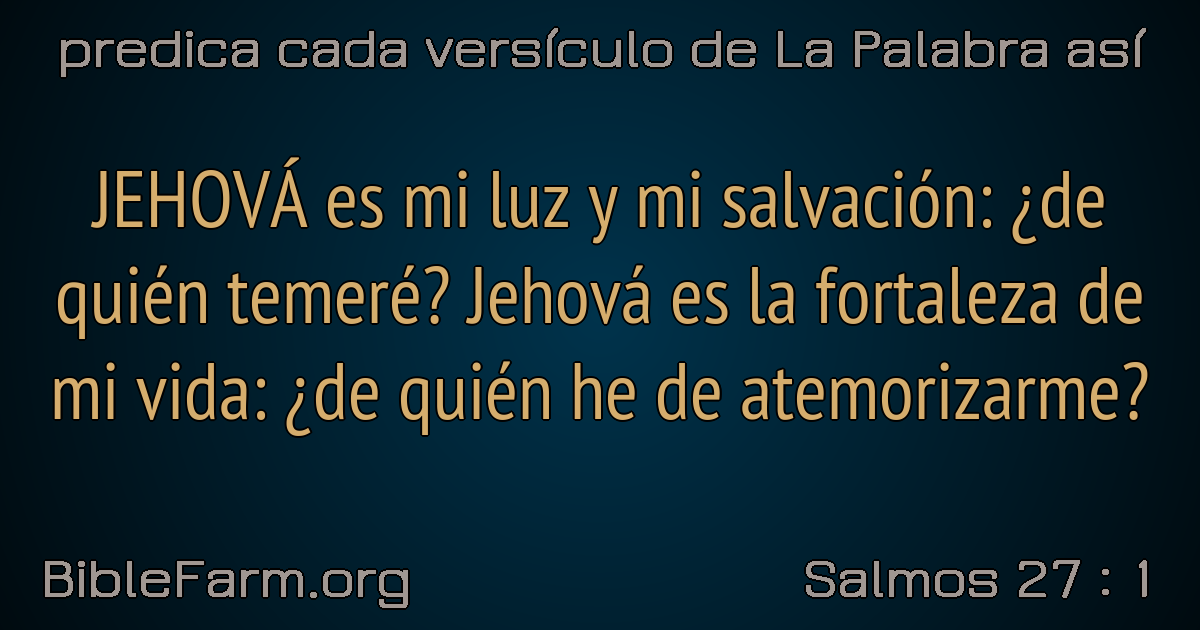 predica cada versículo de La Palabra así
JEHOVÁ es mi luz y mi salvación: ¿de
quién temeré? Jehová es la fortaleza de
mi vida: ¿de quién he de atemorizarme?
BibleFarm.org
Salmos 27 : 1